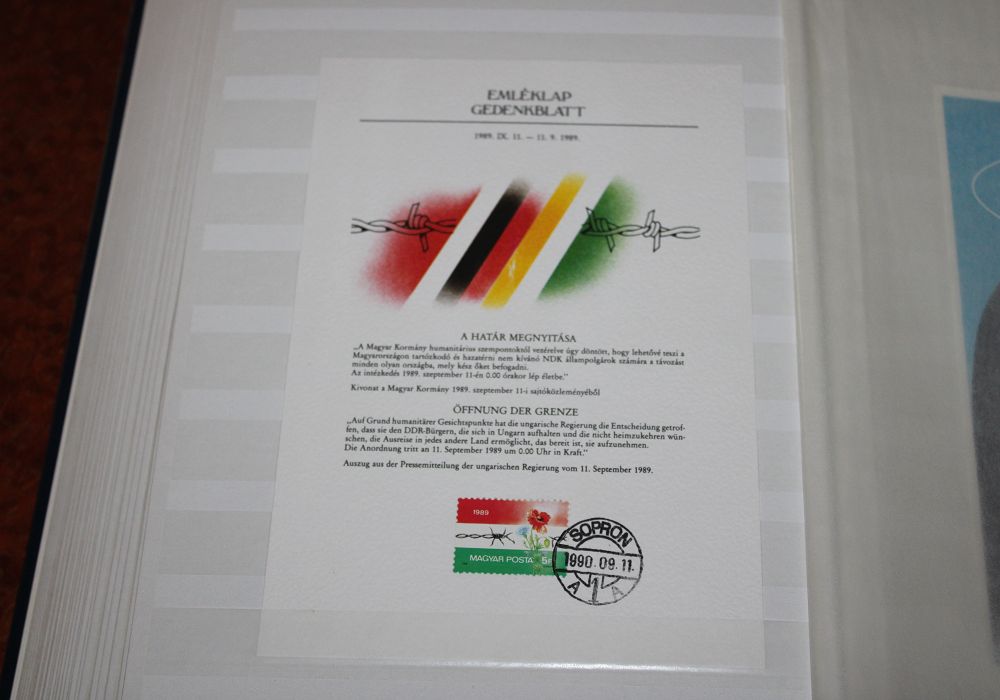 EMLÉKLAP
GEDENKBLATT
1989. IX. 11. — 11. 9. 1989.
A HATÁR MEGNYITÁSA
„A Magyar Kormány humanitárius szempontoktól vezérelve úgy döntött, hogy lehetővé teszi a
Magyarországon tartózkodó és hazatérni nem kívánó NDK állampolgárok számára a távozást
minden olyan országba, mely kész őket befogadni.
Az intézkedés 1989. szeptember 11-én 0.00 órakor lép életbe.”
Kivonat a Magyar Kormány 1989. szeptember 11-i sajtóközleményéből
ÖFFNUNG DER GRENZE
„Auf Grund humanitärer Gesichtspunkte hat die ungarische Regierung die Entscheidung getrof-
fen, dass sie den DDR-Bürgern, die sich in Ungarn aufhalten und die nicht heimzukehren wün-
schen, die Ausreise in jedes andere Land ermöglicht, das bereit ist, sie aufzunehmen.
Die Anordnung tritt an 11. September 1989 um 0.00 Uhr in Kraft.”
Auszug aus der Pressemitteilung der ungarischen Regierung vom 11. September 1989.
1989
MAGYAR POSTA 5
SOPRON
1990.09.11.
A 1 A